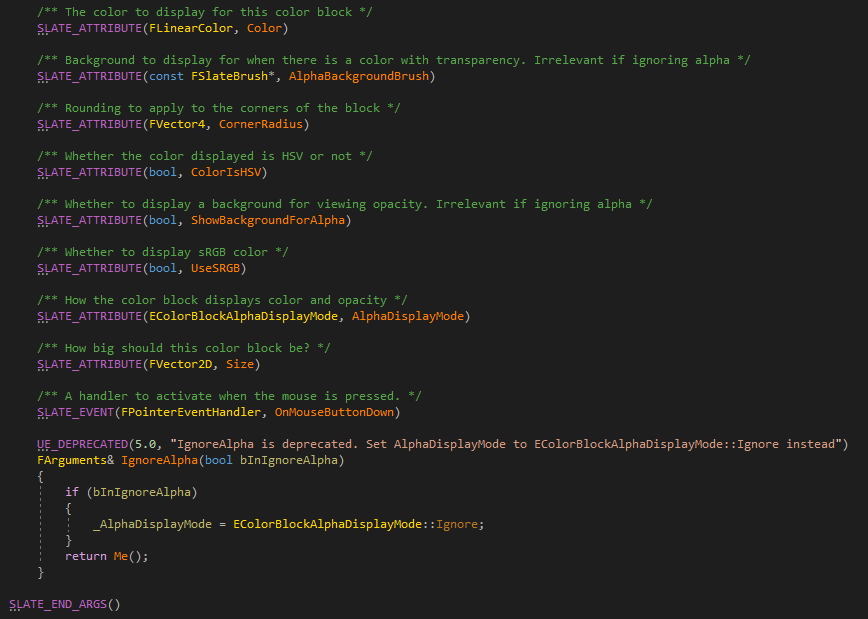 /** The color to display for this color block */
SLATE_ATTRIBUTE(FLinearColor, Color)
/** Background to display for when there is a color with transparency. Irrelevant if ignoring alpha */
SLATE_ATTRIBUTE(const FSlateBrush*, AlphaBackgroundBrush)
/** Rounding to apply to the corners of the block */
SLATE_ATTRIBUTE(FVector4, CornerRadius)
/** Whether the color displayed is HSV or not */
SLATE_ATTRIBUTE(bool, ColorIsHSV)
/** Whether to display a background for viewing opacity. Irrelevant if ignoring alpha */
SLATE_ATTRIBUTE(bool, ShowBackgroundForAlpha)
/** Whether to display sRGB color */
SLATE_ATTRIBUTE(bool, UseSRGB)
/** How the color block displays color and opacity */
SLATE_ATTRIBUTE(EColorBlockAlphaDisplayMode, AlphaDisplayMode)
/** How big should this color block be? */
SLATE_ATTRIBUTE(FVector2D, Size)
/** A handler to activate when the mouse is pressed. */
SLATE_EVENT(FPointerEventHandler, OnMouseButtonDown)
UE_DEPRECATED(5.0, "IgnoreAlpha is deprecated. Set AlphaDisplayMode to EColorBlockAlphaDisplayMode::Ignore instead")
FArguments& IgnoreAlpha(bool bInIgnoreAlpha)
{
if (bInIgnoreAlpha)
{
_AlphaDisplayMode = EColorBlockAlphaDisplayMode::Ignore;
}
return Me();
}
SLATE_END_ARGS()